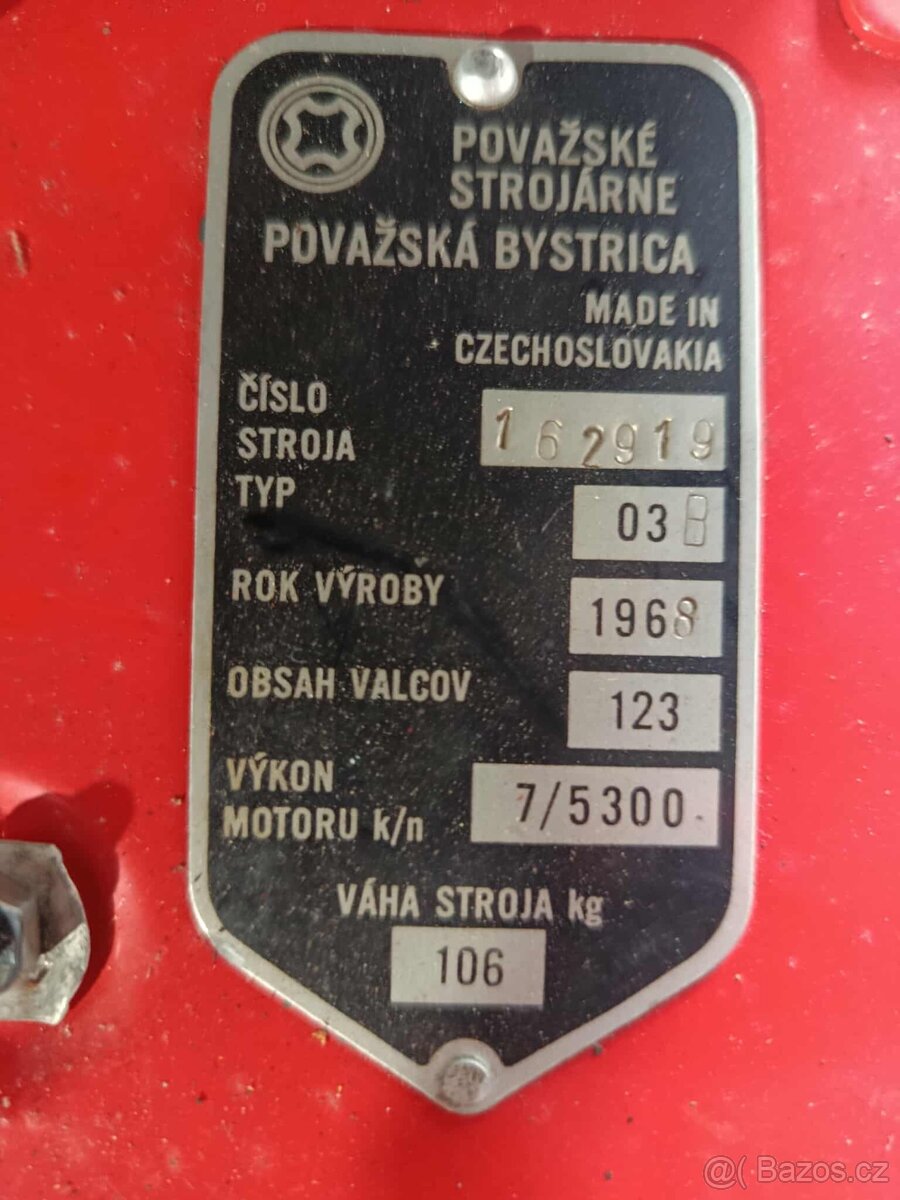 POVAŽSKÉ
STROJÁRNE
POVAŽSKÁ BYSTRICA
MADE IN
CZECHOSLOVAKIA
ČÍSLO
STROJA 162919
TYP 03B
ROK VÝROBY 1968
OBSAH VALCOV 123
VÝKON
MOTORU k/n 7/5300
VÁHA STROJA kg
106
@ Bazos.cz